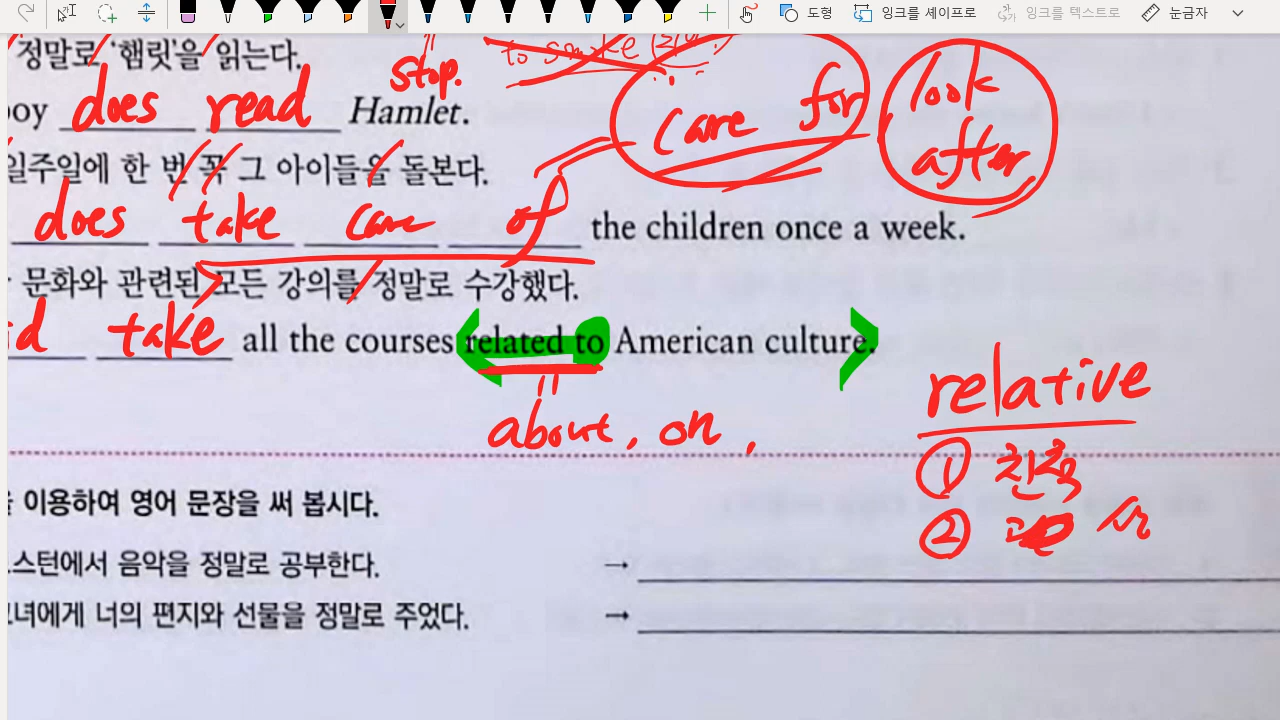 도형 잉크를 셰이프로 잉크를 텍스트로 눈금자
정말로 '햄릿'을 읽는다.
stop.
to smoke
care for
look
after
boy does read Hamlet.
일주일에 한 번 꼭 그 아이들을 돌본다.
does take care of the children once a week.
문화와 관련된 모든 강의를 정말로 수강했다.
take all the courses related to American culture.
about, on,
relative
① 친척
②
이용하여 영어 문장을 써 봅시다.
스턴에서 음악을 정말로 공부한다. →
녀에게 너의 편지와 선물을 정말로 주었다. →